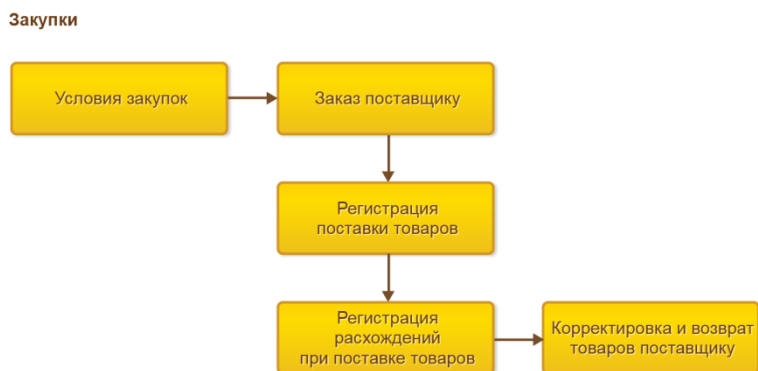 Закупки
Условия закупок
Заказ поставщику
Регистрация
поставки товаров
Регистрация
расхождений
при поставке товаров
Корректировка и возврат
товаров поставщику